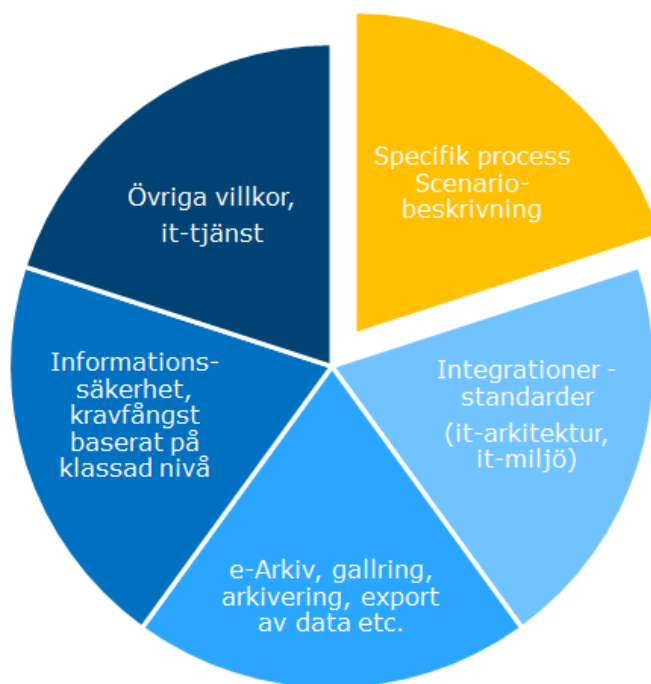 Specifik process
Scenario-
beskrivning
Integrationer -
standarder
(it-arkitektur,
it-miljö)
e-Arkiv, gallring,
arkivering, export
av data etc.
Informations-
säkerhet,
kravfångst
baserat på
klassad nivå
Övriga villkor,
it-tjänst